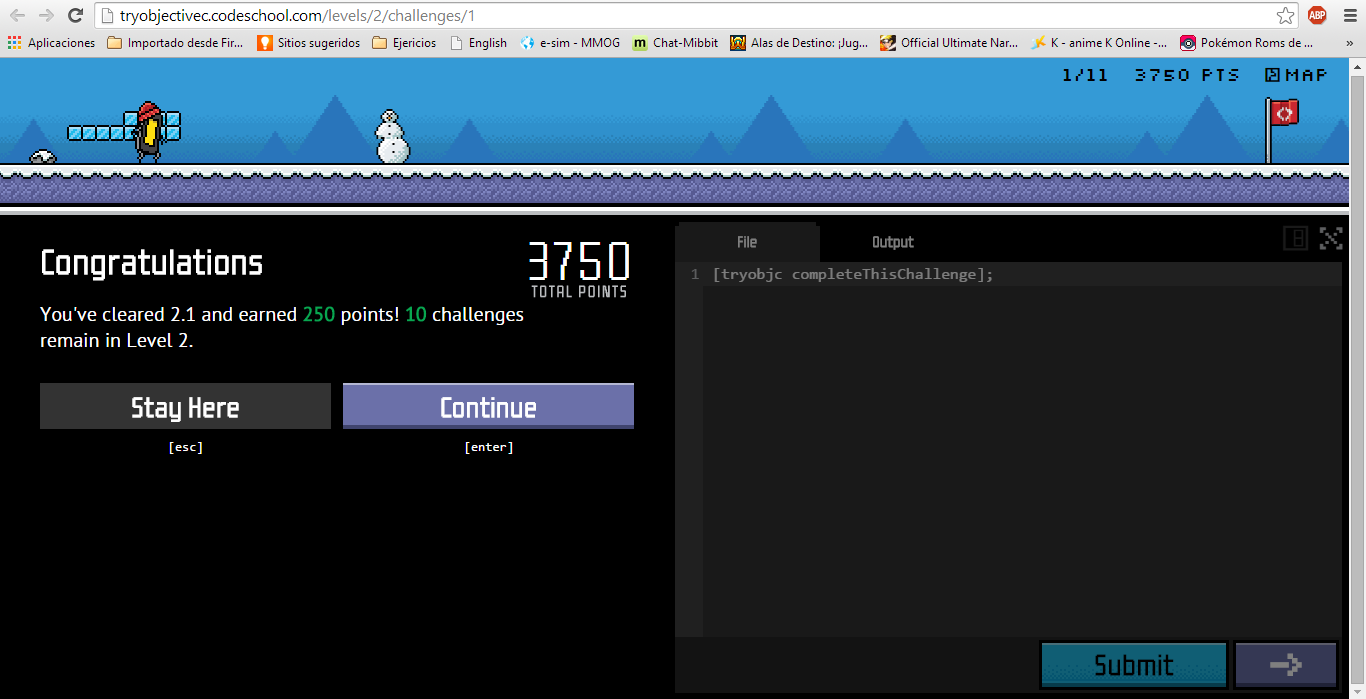 tryobjectivec.codeschool.com/levels/2/challenges/1
ABP
Aplicaciones Importado desde Fir... Sitios sugeridos Ejericios English e-sim - MMOG m Chat-Mibbit Alas de Destino: ¡Jug... Official Ultimate Nar... K - anime K Online -... Pokémon Roms de ... »
1/11 3750 PTS MAP
Congratulations
3750
TOTAL POINTS
You've cleared 2.1 and earned 250 points! 10 challenges
remain in Level 2.
Stay Here Continue
[esc] [enter]
File Output
1 [tryobjc completeThisChallenge];
Submit